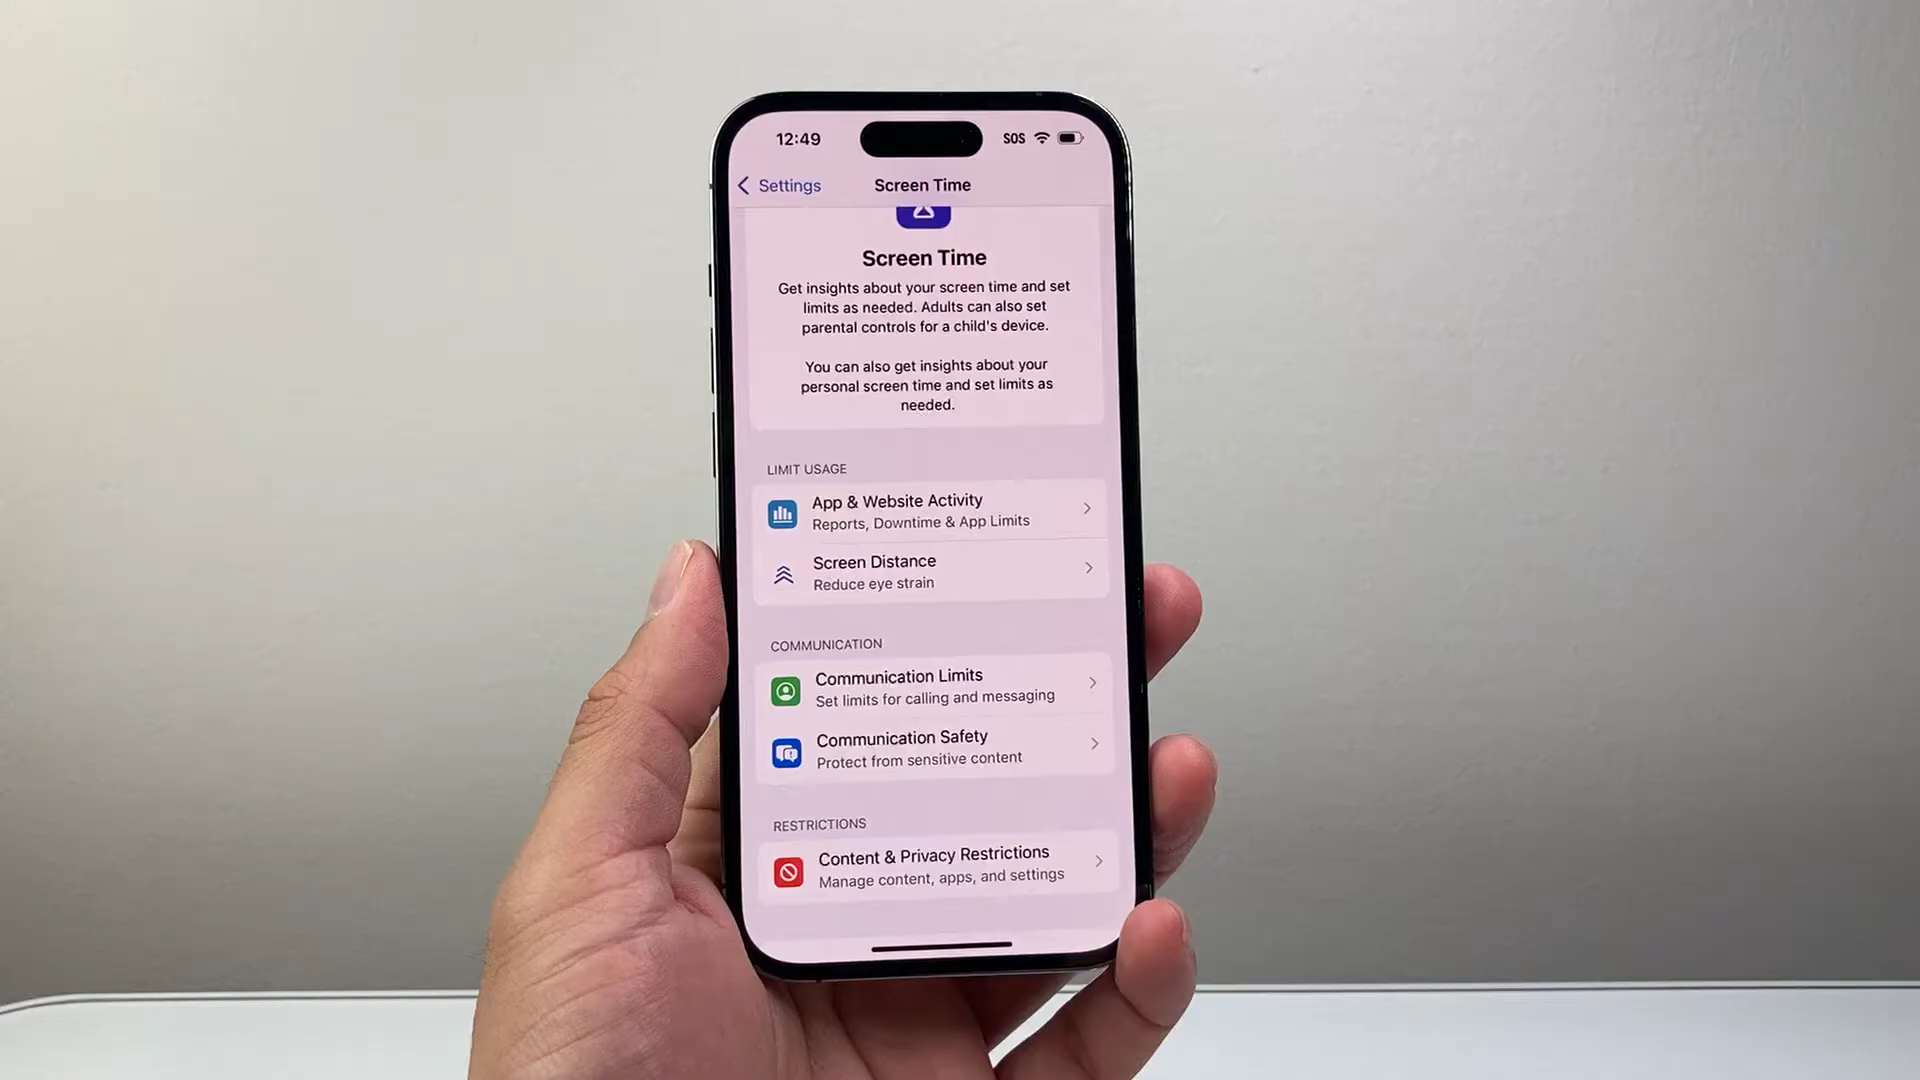 12:49 SOS
Settings Screen Time
Screen Time
Get insights about your screen time and set
limits as needed. Adults can also set
parental controls for a child's device.
You can also get insights about your
personal screen time and set limits as
needed.
LIMIT USAGE
App & Website Activity
Reports, Downtime & App Limits
Screen Distance
Reduce eye strain
COMMUNICATION
Communication Limits
Set limits for calling and messaging
Communication Safety
Protect from sensitive content
RESTRICTIONS
Content & Privacy Restrictions
Manage content, apps, and settings